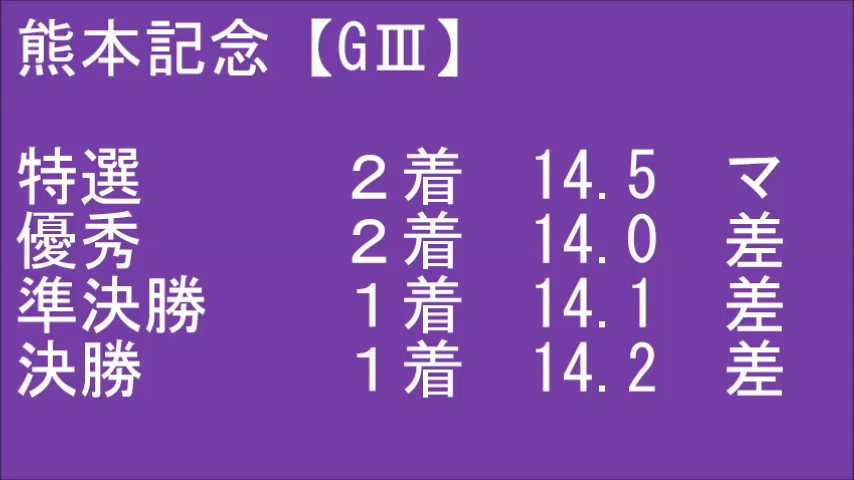 熊本記念【GⅢ】
特選 2着 14.5 マ
優秀 2着 14.0 差
準決勝 1着 14.1 差
決勝 1着 14.2 差